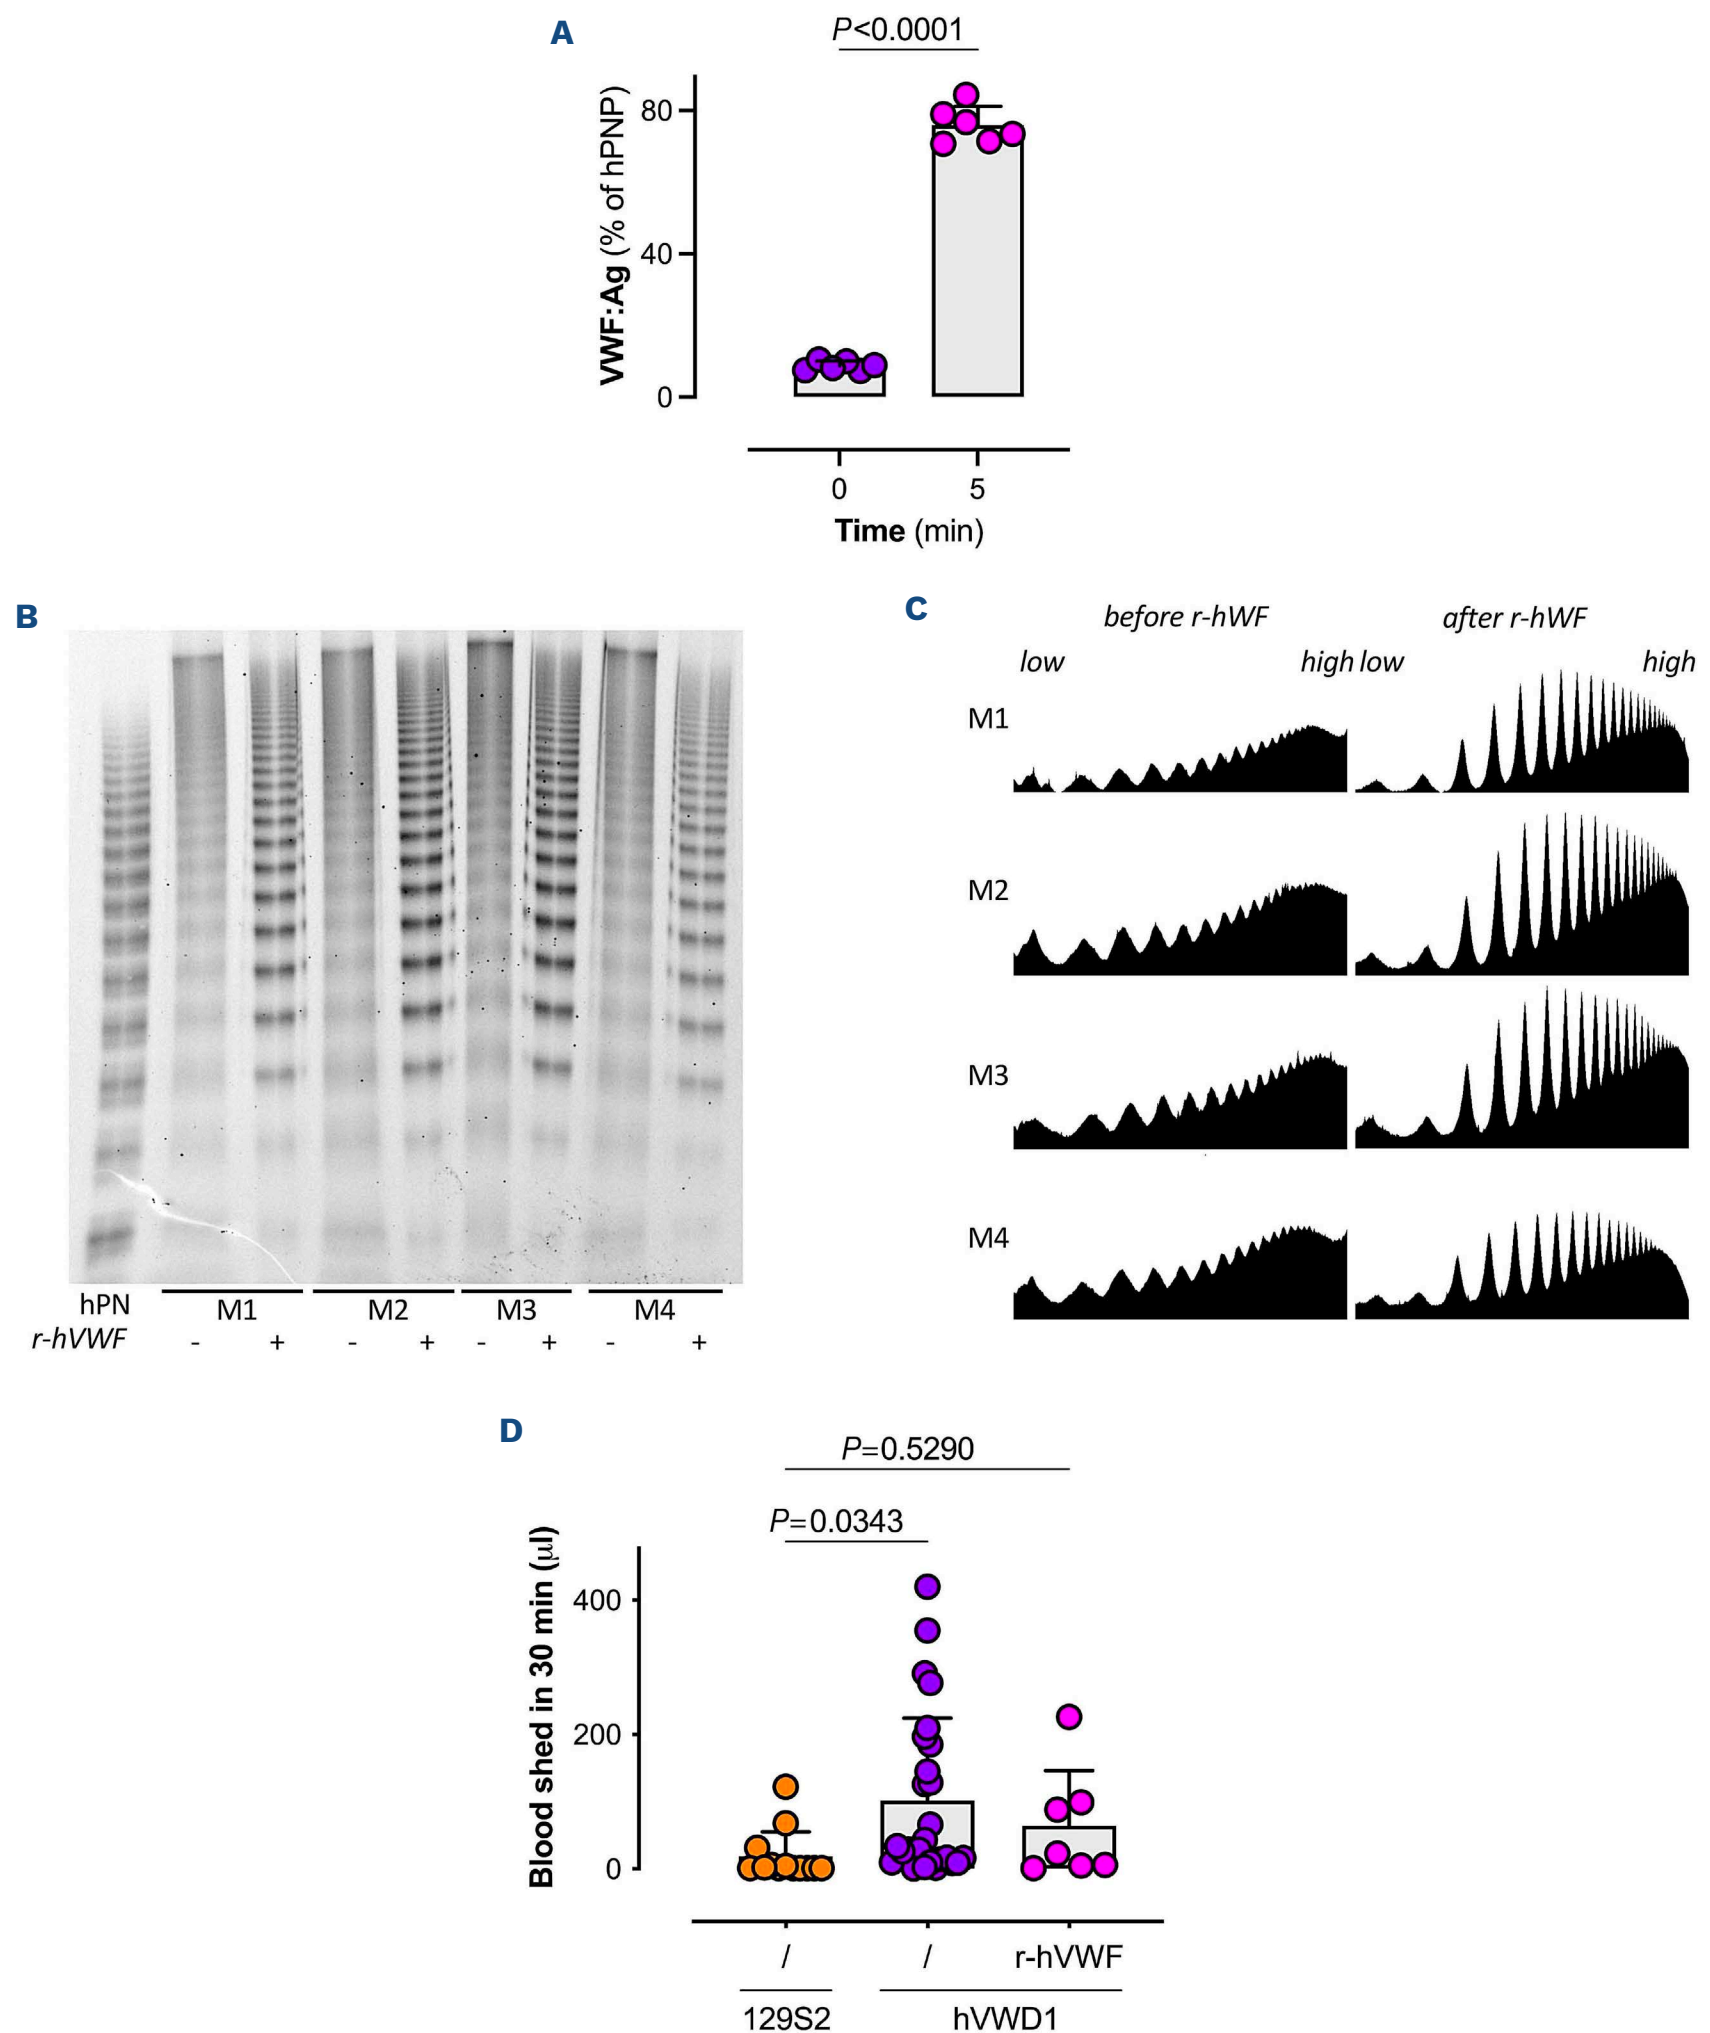 A
P<0.0001
VWF:Ag (% of hPNP)
80
40
0
0 5
Time (min)
B
hPN M1 M2 M3 M4
r-hVWF - + - + - + - +
C
before r-hWF after r-hWF
low high low high
M1
M2
M3
M4
D
P=0.5290
P=0.0343
Blood shed in 30 min (μl)
400
200
0
/ / r-hVWF
129S2 hVWD1